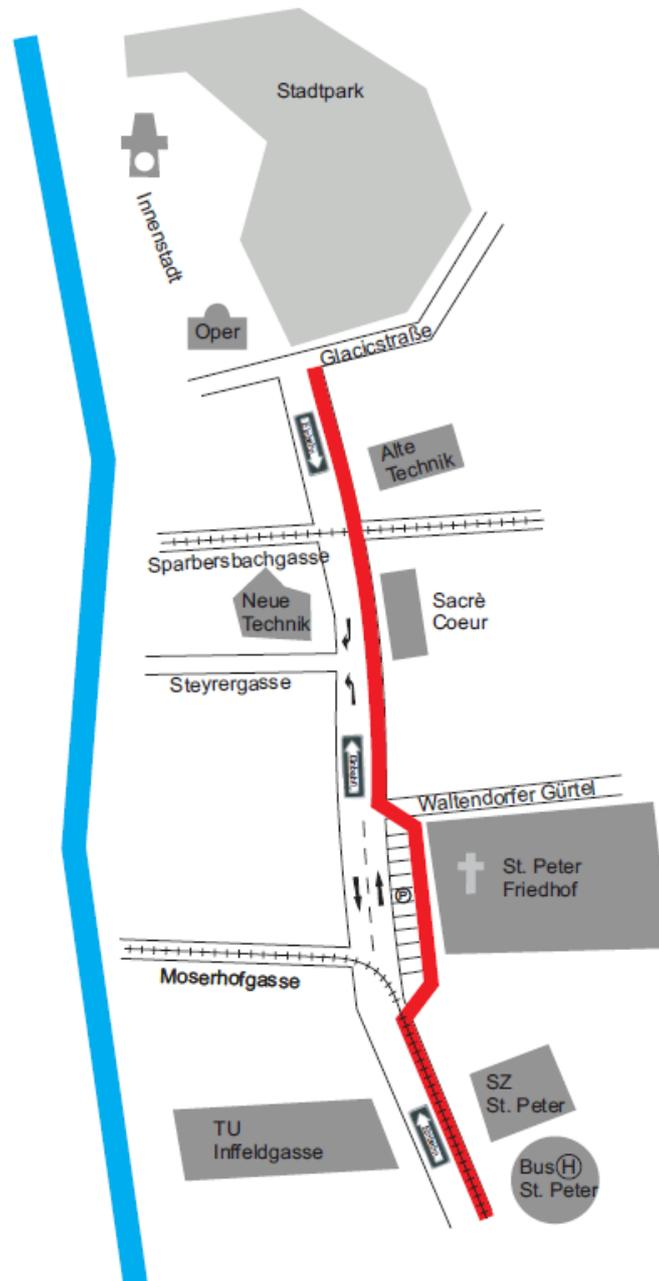 Stadtpark
Innenstadt
Oper
Glacicstraße
Alte
Technik
Sparbersbachgasse
Neue
Technik
Sacrè
Coeur
Steyrergasse
Waltendorfer Gürtel
St. Peter
Friedhof
P
Moserhofgasse
SZ
St. Peter
TU
Inffeldgasse
Bus H
St. Peter